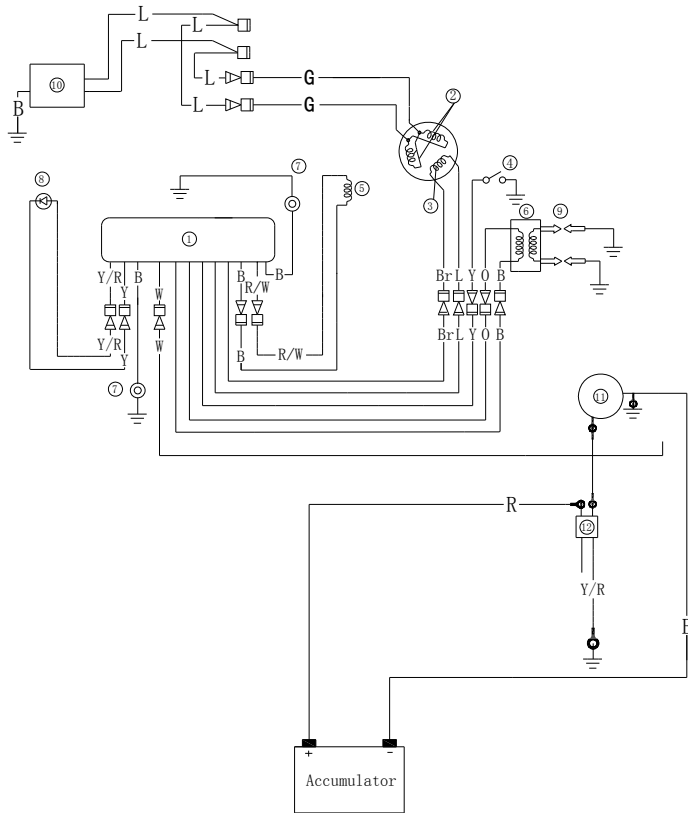 L
L
⑩
B
L
G
L
G
②
③
④
⑦
⑤
⑧
①
⑥
⑨
Y/R
Y
B
W
B
R/W
B
Br L Y O B
Y/R
Y
W
B
R/W
Br L Y O B
⑦
⑪
R
⑫
Y/R
+
-
Accumulator